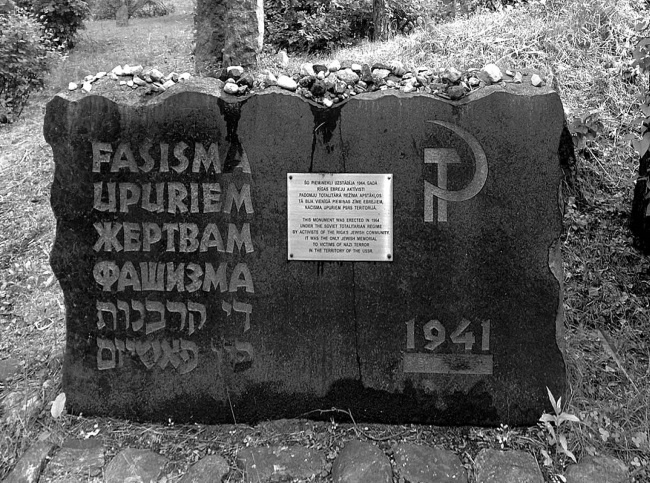 FAŠISMA
UPURIEM
ЖЕРТВАМ
ФАШИЗМА
די קרבנות
פון פאשיזם
ŠO PIEMINEKLI UZSTĀDĪJA 1964. GADĀ
RĪGAS EBREJU AKTĪVISTI
PADOMJU TOTALITĀRĀ REŽĪMA APSTĀKĻOS.
TĀ BIJA VIENĪGĀ PIEMIŅAS ZĪME EBREJIEM,
NACISMA UPURIEM PSRS TERITORIJĀ.
THIS MONUMENT WAS ERECTED IN 1964
UNDER THE SOVIET TOTALITARIAN REGIME
BY ACTIVISTS OF THE RIGA'S JEWISH COMMUNITY
IT WAS THE ONLY JEWISH MEMORIAL
TO VICTIMS OF NAZI TERROR
IN THE TERRITORY OF THE USSR.
1941